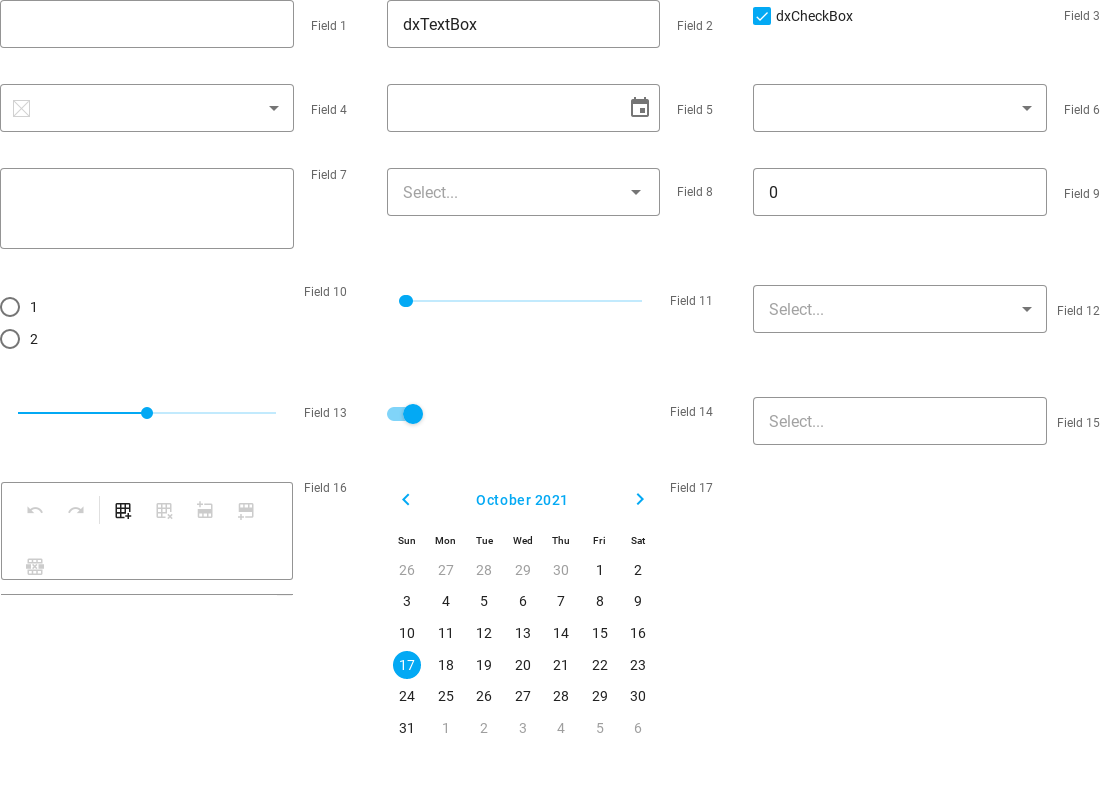 Field 1
dxTextBox
Field 2
dxCheckBox
Field 3
Field 4
Field 5
Field 6
Field 7
Select...
Field 8
0
Field 9
1
2
Field 10
Field 11
Select...
Field 12
Field 13
Field 14
Select...
Field 15
Field 16
October 2021
Field 17
Sun Mon Tue Wed Thu Fri Sat
26 27 28 29 30 1 2
3 4 5 6 7 8 9
10 11 12 13 14 15 16
17 18 19 20 21 22 23
24 25 26 27 28 29 30
31 1 2 3 4 5 6